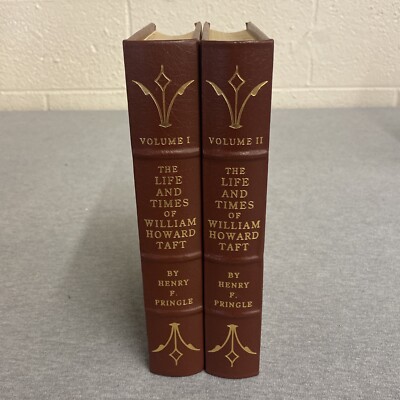 VOLUME I
THE
LIFE
AND
TIMES
OF
WILLIAM
HOWARD
TAFT
BY
HENRY
F.
PRINGLE
VOLUME II
THE
LIFE
AND
TIMES
OF
WILLIAM
HOWARD
TAFT
BY
HENRY
F.
PRINGLE